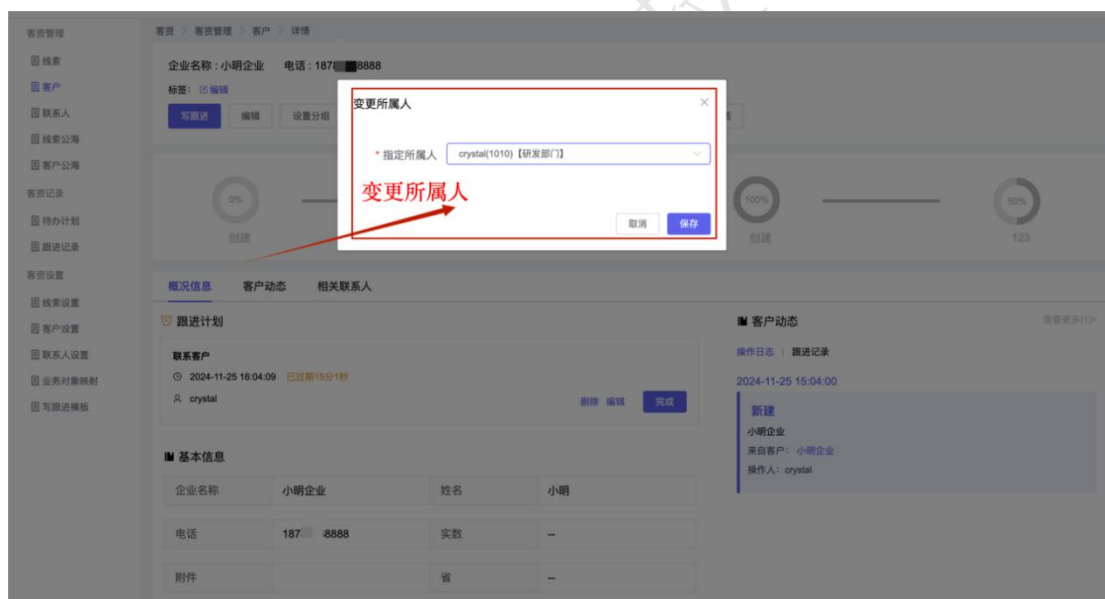 客资管理
客资 > 客资管理 > 客户 > 详情
线索
客户
联系人
线索公海
客户公海
客资记录
待办计划
跟进记录
客资设置
线索设置
客户设置
联系人设置
业务对象映射
写跟进模板
企业名称 : 小明企业 电话 : 187 8888
标签: 编辑
写跟进 编辑 设置分组
变更所属人 ×
* 指定所属人 crystal(1010)【研发部门】
变更所属人
取消 保存
0% 100% 50%
创建 创建 123
概况信息 客户动态 相关联系人
跟进计划
联系客户
2024-11-25 16:04:09 已过期15分1秒
crystal
删除 编辑 完成
客户动态 查看更多(1)>
操作日志 | 跟进记录
2024-11-25 15:04:00
新建
小明企业
来自客户: 小明企业
操作人: crystal
基本信息
企业名称 小明企业 姓名 小明
电话 187 8888 实数 --
附件 省 --